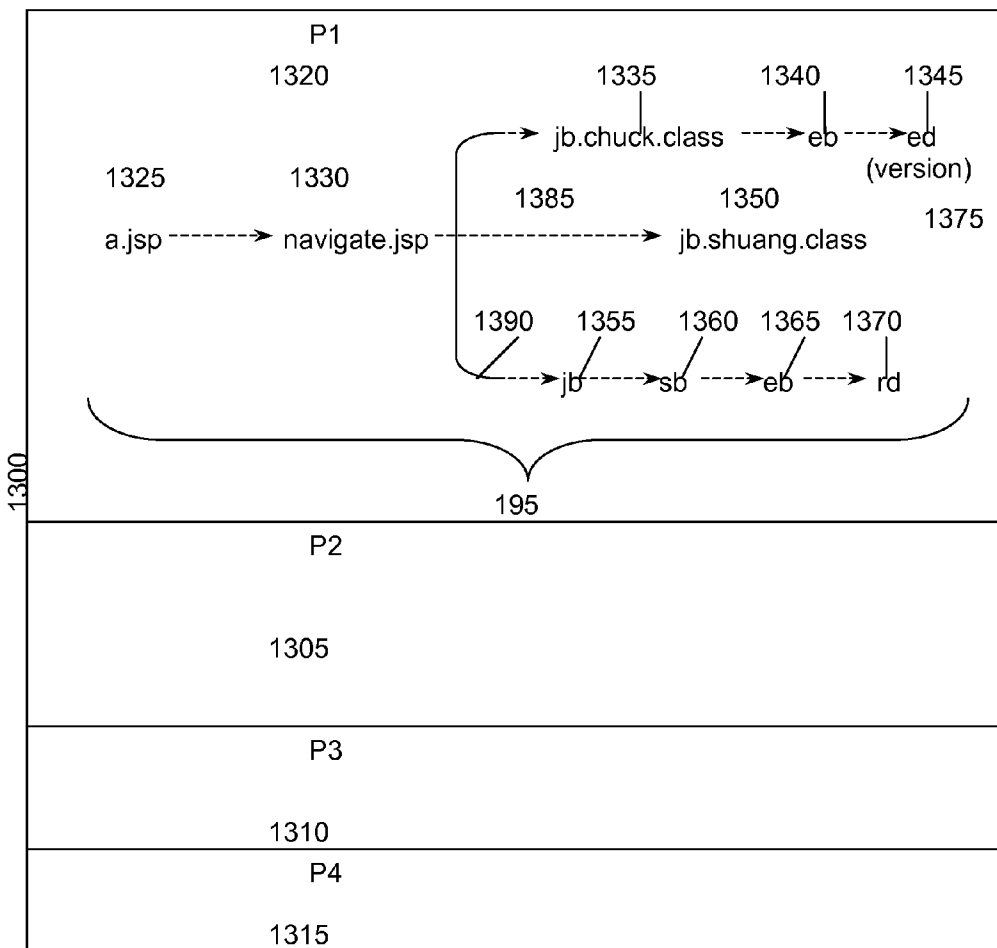 P1
1320
1335 1340 1345
jb.chuck.class eb ed
(version)
1325 1330
1385 1350
1375
a.jsp navigate.jsp jb.shuang.class
1390 1355 1360 1365 1370
jb sb eb rd
1300
195
P2
1305
P3
1310
P4
1315